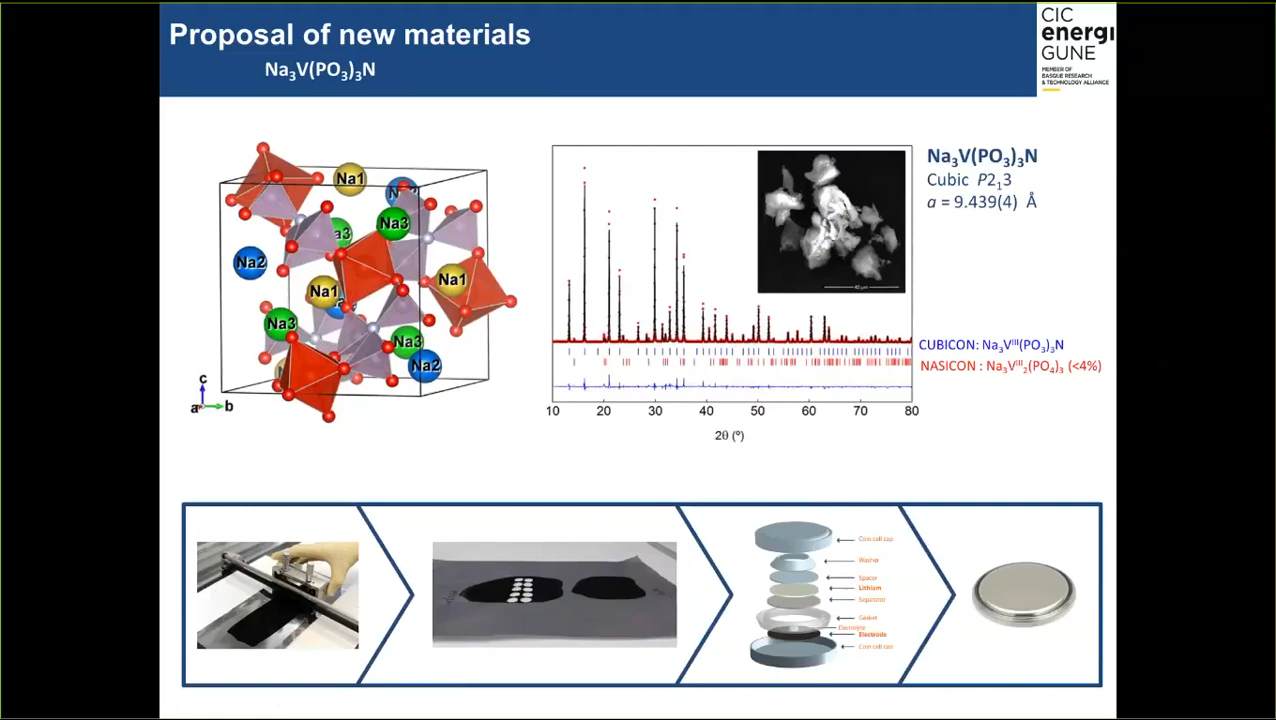 Proposal of new materials
Na₃V(PO₃)₃N
CIC
energi
GUNE
MEMBER OF
BASQUE RESEARCH
& TECHNOLOGY ALLIANCE
Na1
Na3
Na2
Na1
Na1
Na3
Na3
Na2
c
a
b
10 20 30 40 50 60 70 80
2θ (º)
Na₃V(PO₃)₃N
Cubic P2₁3
a = 9.439(4) Å
CUBICON: Na₃Vᴵᴵᴵ(PO₃)₃N
NASICON : Na₃Vᴵᴵᴵ₂(PO₄)₃ (<4%)
Coin cell cap
Washer
Spacer
Lithium
Separator
Gasket
Electrolyte
Electrode
Coin cell can